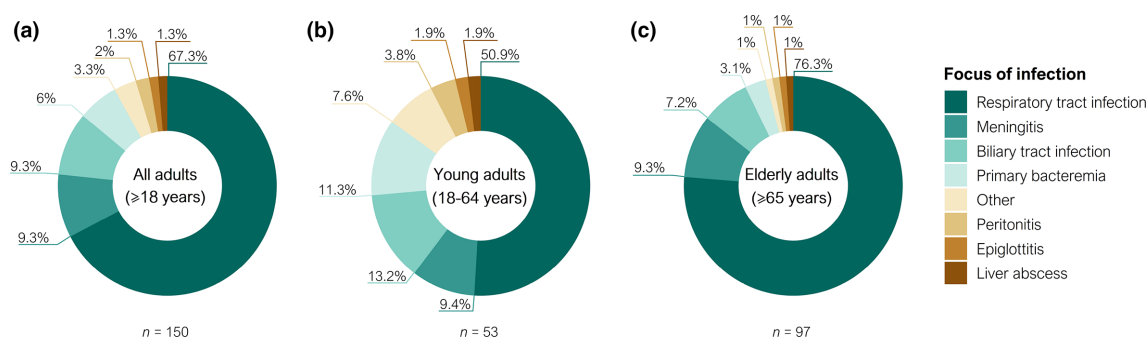 (a)
1.3%
1.3%
67.3%
2%
3.3%
6%
9.3%
9.3%
All adults
(≥18 years)
n = 150
(b)
1.9%
1.9%
50.9%
3.8%
7.6%
11.3%
13.2%
9.4%
Young adults
(18-64 years)
n = 53
(c)
1%
1%
1%
1%
76.3%
3.1%
7.2%
9.3%
Elderly adults
(≥65 years)
n = 97
Focus of infection
Respiratory tract infection
Meningitis
Biliary tract infection
Primary bacteremia
Other
Peritonitis
Epiglottitis
Liver abscess